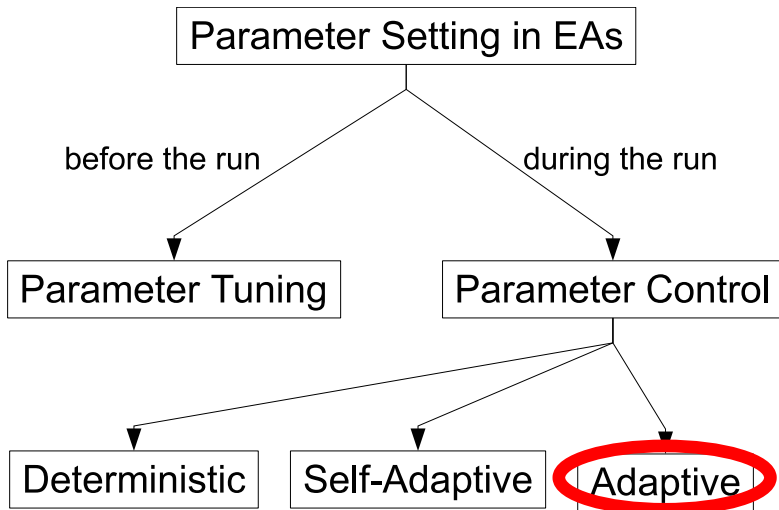 Parameter Setting in EAs
before the run
during the run
Parameter Tuning
Parameter Control
Deterministic
Self-Adaptive
Adaptive